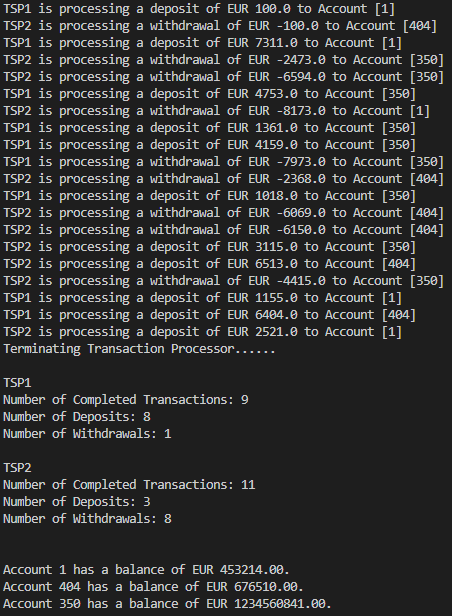 TSP1 is processing a deposit of EUR 100.0 to Account [1]
TSP2 is processing a withdrawal of EUR -100.0 to Account [404]
TSP1 is processing a deposit of EUR 7311.0 to Account [1]
TSP2 is processing a withdrawal of EUR -2473.0 to Account [350]
TSP2 is processing a withdrawal of EUR -6594.0 to Account [350]
TSP1 is processing a deposit of EUR 4753.0 to Account [350]
TSP2 is processing a withdrawal of EUR -8173.0 to Account [1]
TSP1 is processing a deposit of EUR 1361.0 to Account [350]
TSP1 is processing a deposit of EUR 4159.0 to Account [350]
TSP1 is processing a withdrawal of EUR -7973.0 to Account [350]
TSP2 is processing a withdrawal of EUR -2368.0 to Account [404]
TSP1 is processing a deposit of EUR 1018.0 to Account [350]
TSP2 is processing a withdrawal of EUR -6069.0 to Account [404]
TSP2 is processing a withdrawal of EUR -6150.0 to Account [404]
TSP2 is processing a deposit of EUR 3115.0 to Account [350]
TSP2 is processing a deposit of EUR 6513.0 to Account [404]
TSP2 is processing a withdrawal of EUR -4415.0 to Account [350]
TSP1 is processing a deposit of EUR 1155.0 to Account [1]
TSP1 is processing a deposit of EUR 6404.0 to Account [404]
TSP2 is processing a deposit of EUR 2521.0 to Account [1]
Terminating Transaction Processor......
TSP1
Number of Completed Transactions: 9
Number of Deposits: 8
Number of Withdrawals: 1
TSP2
Number of Completed Transactions: 11
Number of Deposits: 3
Number of Withdrawals: 8
Account 1 has a balance of EUR 453214.00.
Account 404 has a balance of EUR 676510.00.
Account 350 has a balance of EUR 1234560841.00.